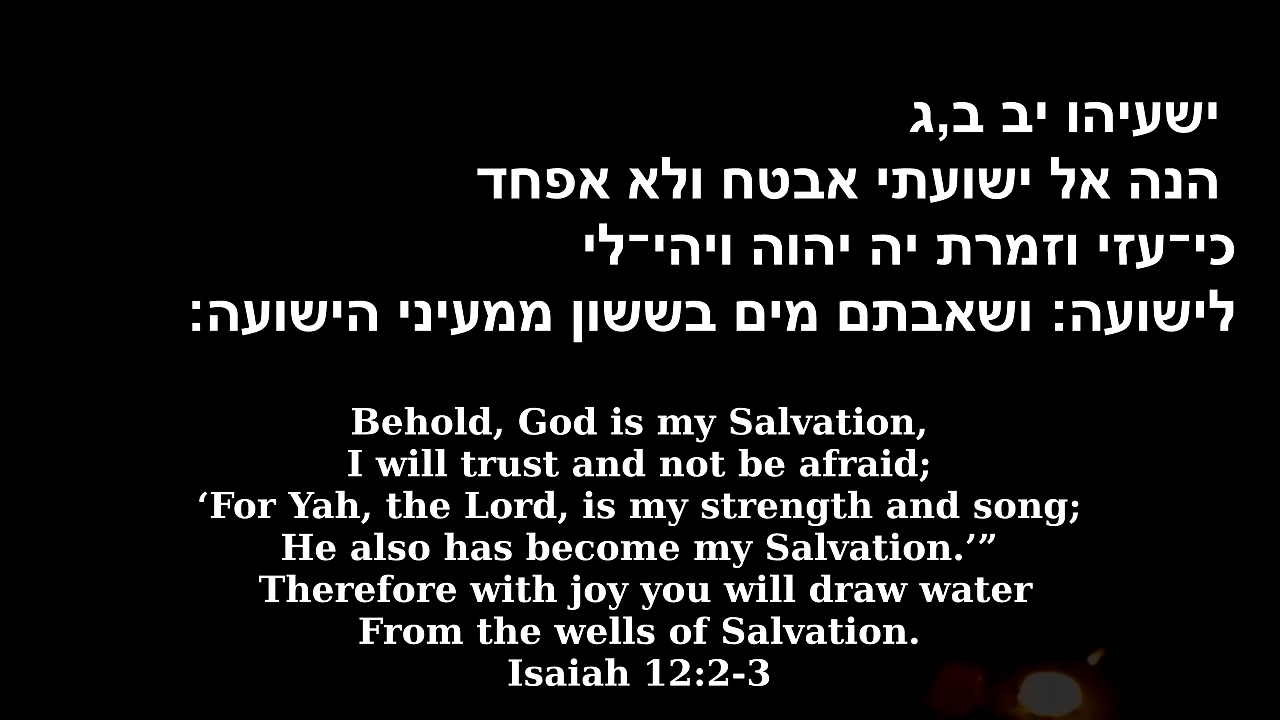 ישעיהו יב ב,ג
הנה אל ישועתי אבטח ולא אפחד
כי־עזי וזמרת יה יהוה ויהי־לי
לישועה: ושאבתם מים בששון ממעיני הישועה:
Behold, God is my Salvation,
I will trust and not be afraid;
‘For Yah, the Lord, is my strength and song;
He also has become my Salvation.’”
Therefore with joy you will draw water
From the wells of Salvation.
Isaiah 12:2-3